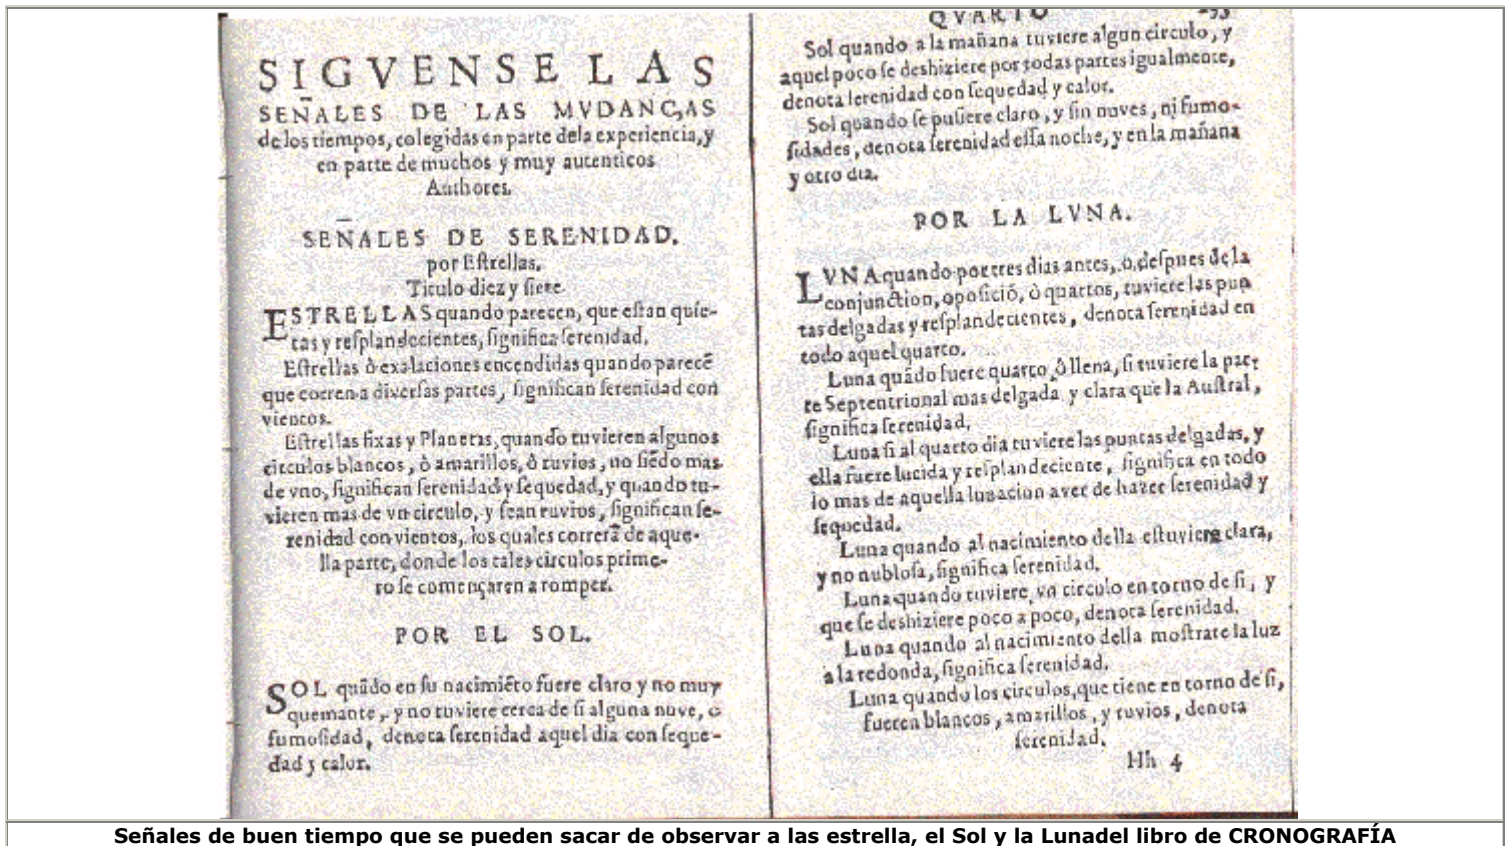 SIGVENSE LAS
SEÑALES DE LAS MVDANÇAS
de los tiempos, colegidas en parte dela experiencia, y
en parte de muchos y muy autenticos
Authores.
SEÑALES DE SERENIDAD.
por Estrellas.
Titulo diez y siete.
ESTRELLAS quando parecen, que estan quie-
tas y resplandecientes, significa serenidad.
Estrellas ò exalaciones encendidas quando parecẽ
que corren a diversas partes, significan serenidad con
vientos.
Estrellas fixas y Planetas, quando tuvieren algunos
circulos blancos, ò amarillos, ò ruvios, no siẽdo mas
de vno, significan serenidad y sequedad, y quando tu-
vieren mas de vn circulo, y sean ruvios, significan se-
renidad con vientos, los quales correrã de aque-
lla parte, donde los tales circulos prime-
ro se començaren a romper.
POR EL SOL.
SOL quãdo en su nacimiẽto fuere claro y no muy
quemante, y no tuviere cerca de si alguna nuve, o
fumosidad, denota serenidad aquel dia con seque-
dad y calor.
QVARTO
Sol quando a la mañana tuviere algun circulo, y
aquel poco se deshiziere por todas partes igualmente,
denota serenidad con sequedad y calor.
Sol quando se pusiere claro, y sin nuves, ni fumo-
sidades, denota serenidad essa noche, y en la mañana
y otro dia.
POR LA LVNA.
LVNA quando por tres dias antes, ò despues de la
conjunction, oposiciõ, ò quartos, tuviere las pun
tas delgadas y resplandecientes, denota serenidad en
todo aquel quarto.
Luna quãdo fuere quarto, ò llena, si tuviere la par-
te Septentrional mas delgada y clara que la Austral,
significa serenidad.
Luna si al quarto dia tuviere las puntas delgadas, y
ella fuere lucida y resplandeciente, significa en todo
lo mas de aquella lunacion aver de hazer serenidad y
sequedad.
Luna quando al nacimiento della estuviere clara,
y no nublosa, significa serenidad.
Luna quando tuviere vn circulo en torno de si, y
que se deshiziere poco a poco, denota serenidad.
Luna quando al nacimiento della mostrare la luz
a la redonda, significa serenidad.
Luna quando los circulos, que tiene en torno de si,
fueren blancos, amarillos, y ruvios, denota
serenidad.
Hh 4
Señales de buen tiempo que se pueden sacar de observar a las estrella, el Sol y la Lunadel libro de CRONOGRAFÍA